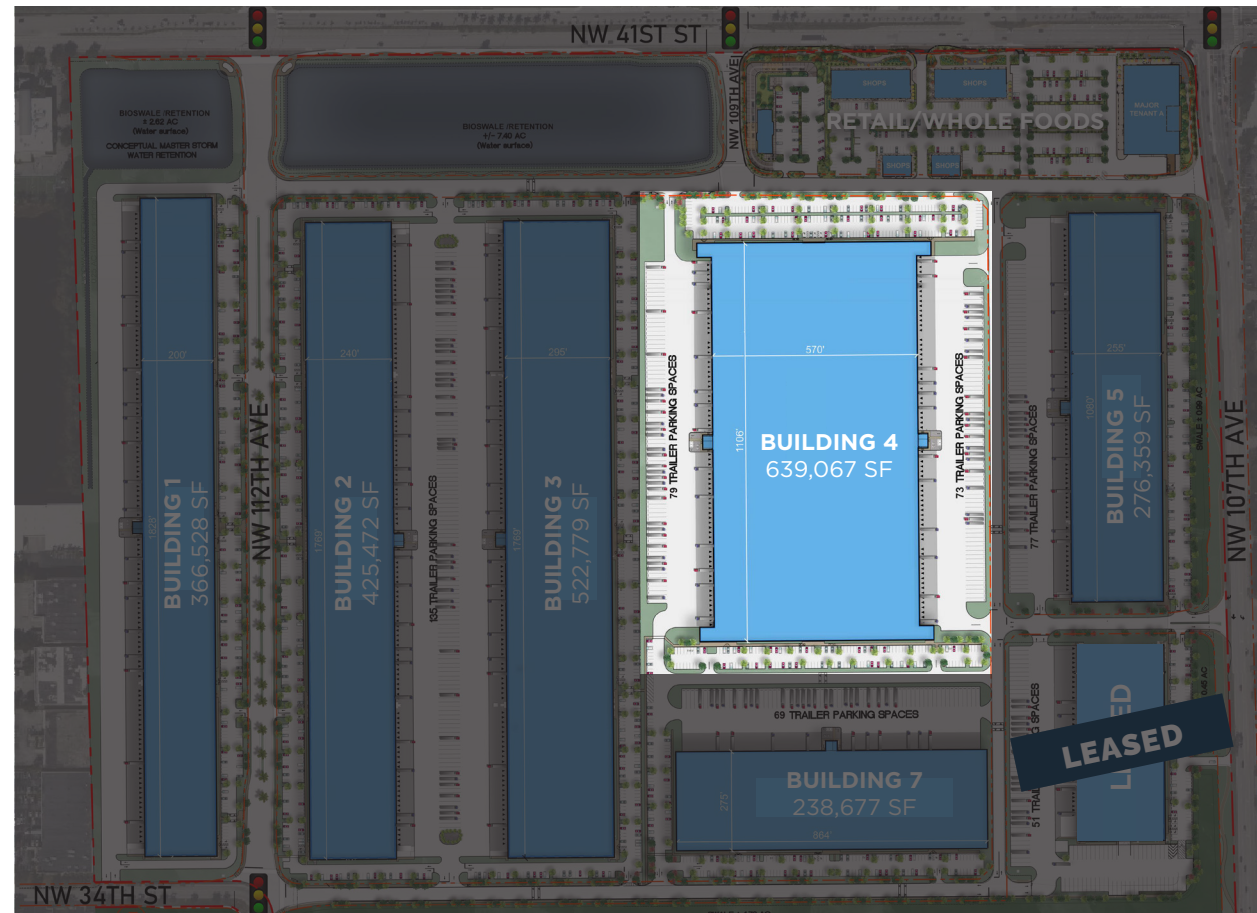 NW 41ST ST
NW 109TH AVE
BIOSWALE /RETENTION
± 2.62 AC
(Water surface)
CONCEPTUAL MASTER STORM
WATER RETENTION
BIOSWALE /RETENTION
+/- 7.40 AC
(Water surface)
SHOPS
SHOPS
MAJOR
TENANT A
RETAIL/WHOLE FOODS
SHOPS
SHOPS
200'
BUILDING 1
366,528 SF
NW 112TH AVE
240'
BUILDING 2
425,472 SF
135 TRAILER PARKING SPACES
295'
BUILDING 3
522,779 SF
79 TRAILER PARKING SPACES
570'
1106'
BUILDING 4
639,067 SF
73 TRAILER PARKING SPACES
77 TRAILER PARKING SPACES
255'
1080'
BUILDING 5
276,359 SF
NW 107TH AVE
69 TRAILER PARKING SPACES
275'
BUILDING 7
238,677 SF
884'
LEASED
NW 34TH ST